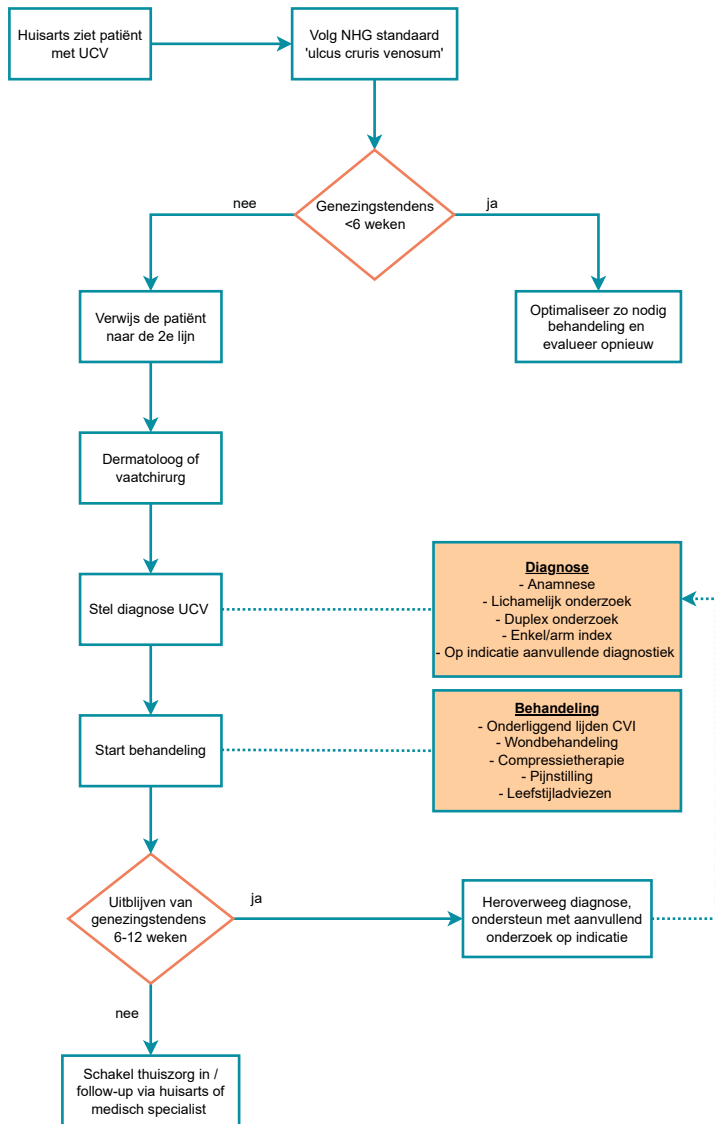 Huisarts ziet patiënt
met UCV
Volg NHG standaard
'ulcus cruris venosum'
Genezingstendens
<6 weken
nee
ja
Verwijs de patiënt
naar de 2e lijn
Optimaliseer zo nodig
behandeling en
evalueer opnieuw
Dermatoloog of
vaatchirurg
Stel diagnose UCV
Diagnose
- Anamnese
- Lichamelijk onderzoek
- Duplex onderzoek
- Enkel/arm index
- Op indicatie aanvullende diagnostiek
Start behandeling
Behandeling
- Onderliggend lijden CVI
- Wondbehandeling
- Compressietherapie
- Pijnstilling
- Leefstijladviezen
Uitblijven van
genezingstendens
6-12 weken
ja
Heroverweeg diagnose,
ondersteun met aanvullend
onderzoek op indicatie
nee
Schakel thuiszorg in /
follow-up via huisarts of
medisch specialist